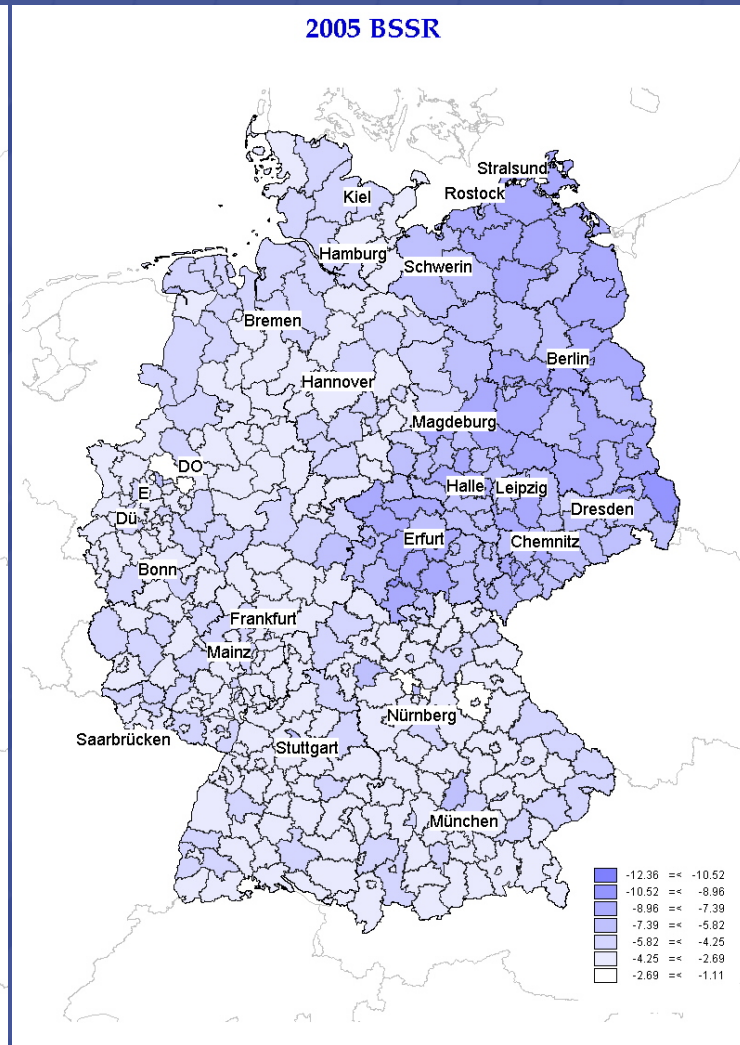 2005 BSSR
Stralsund
Rostock
Kiel
Hamburg
Schwerin
Bremen
Berlin
Hannover
Magdeburg
DO
E
Halle
Leipzig
Dü
Dresden
Erfurt
Chemnitz
Bonn
Frankfurt
Mainz
Nürnberg
Saarbrücken
Stuttgart
München
-12.36 =< -10.52
-10.52 =< -8.96
-8.96 =< -7.39
-7.39 =< -5.82
-5.82 =< -4.25
-4.25 =< -2.69
-2.69 =< -1.11